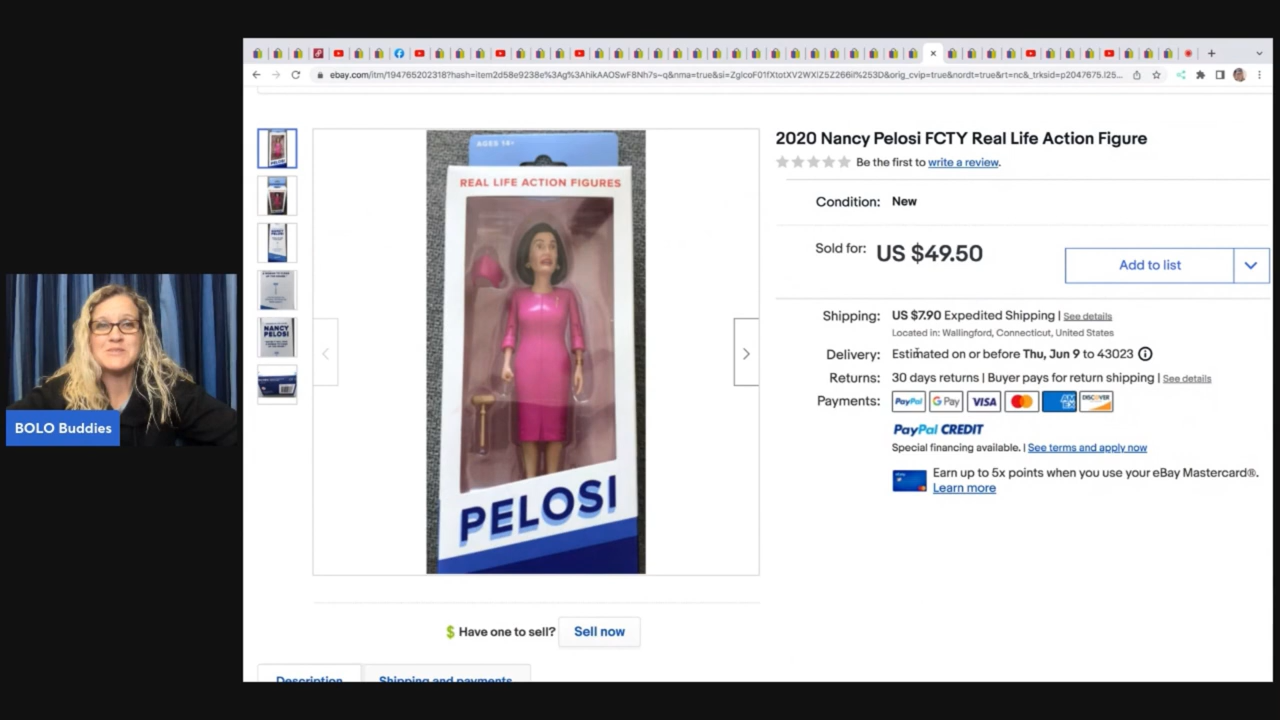 ebay.com/itm/194765202318?hash=item2d58e9238e%3Ag%3AhikAAOSwF8Nh7s~q&nma=true&si=ZglcoF01fXtotXV2WXlZ5Z266iI%253D&orig_cvip=true&nordt=true&rt=nc&_trksid=p2047675.l25...
AGES 14+
REAL LIFE ACTION FIGURES
PELOSI
NANCY
PELOSI
2020 Nancy Pelosi FCTY Real Life Action Figure
Be the first to write a review.
Condition: New
Sold for: US $49.50
Add to list
Shipping: US $7.90 Expedited Shipping | See details
Located in: Wallingford, Connecticut, United States
Delivery: Estimated on or before Thu, Jun 9 to 43023
Returns: 30 days returns | Buyer pays for return shipping | See details
Payments: PayPal G Pay VISA AM EX DISCOVER
PayPal CREDIT
Special financing available. | See terms and apply now
Earn up to 5x points when you use your eBay Mastercard®.
Learn more
BOLO Buddies
Have one to sell? Sell now
Description Shipping and payments